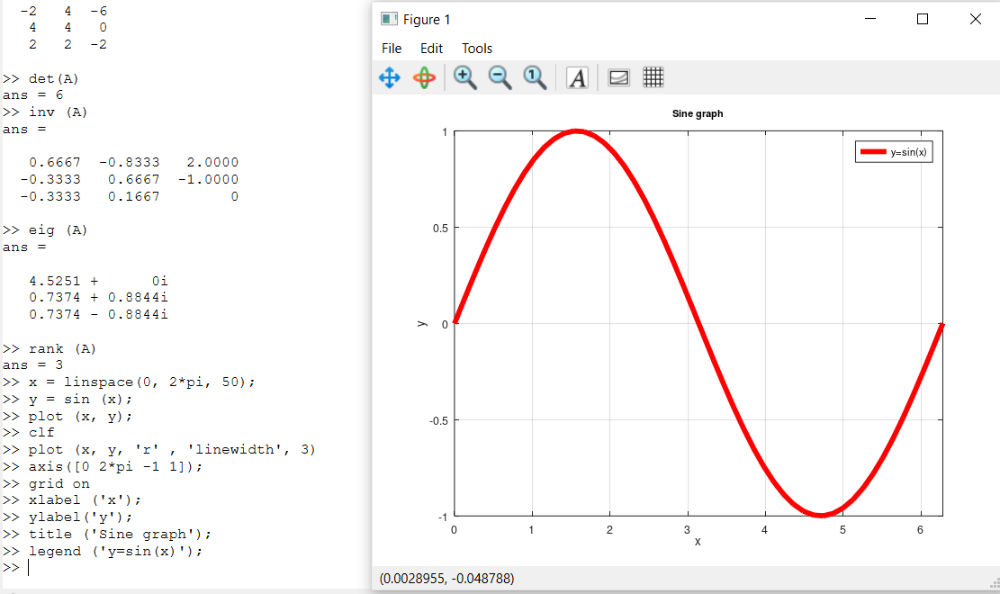 -2 4 -6
4 4 0
2 2 -2
>> det(A)
ans = 6
>> inv (A)
ans =
0.6667 -0.8333 2.0000
-0.3333 0.6667 -1.0000
-0.3333 0.1667 0
>> eig (A)
ans =
4.5251 + 0i
0.7374 + 0.8844i
0.7374 - 0.8844i
>> rank (A)
ans = 3
>> x = linspace(0, 2*pi, 50);
>> y = sin (x);
>> plot (x, y);
>> clf
>> plot (x, y, 'r' , 'linewidth', 3)
>> axis([0 2*pi -1 1]);
>> grid on
>> xlabel ('x');
>> ylabel('y');
>> title ('Sine graph');
>> legend ('y=sin(x)');
>>
Figure 1
File Edit Tools
1 A
Sine graph
y=sin(x)
1
0.5
0
-0.5
-1
y
0 1 2 3 4 5 6
x
(0.0028955, -0.048788)